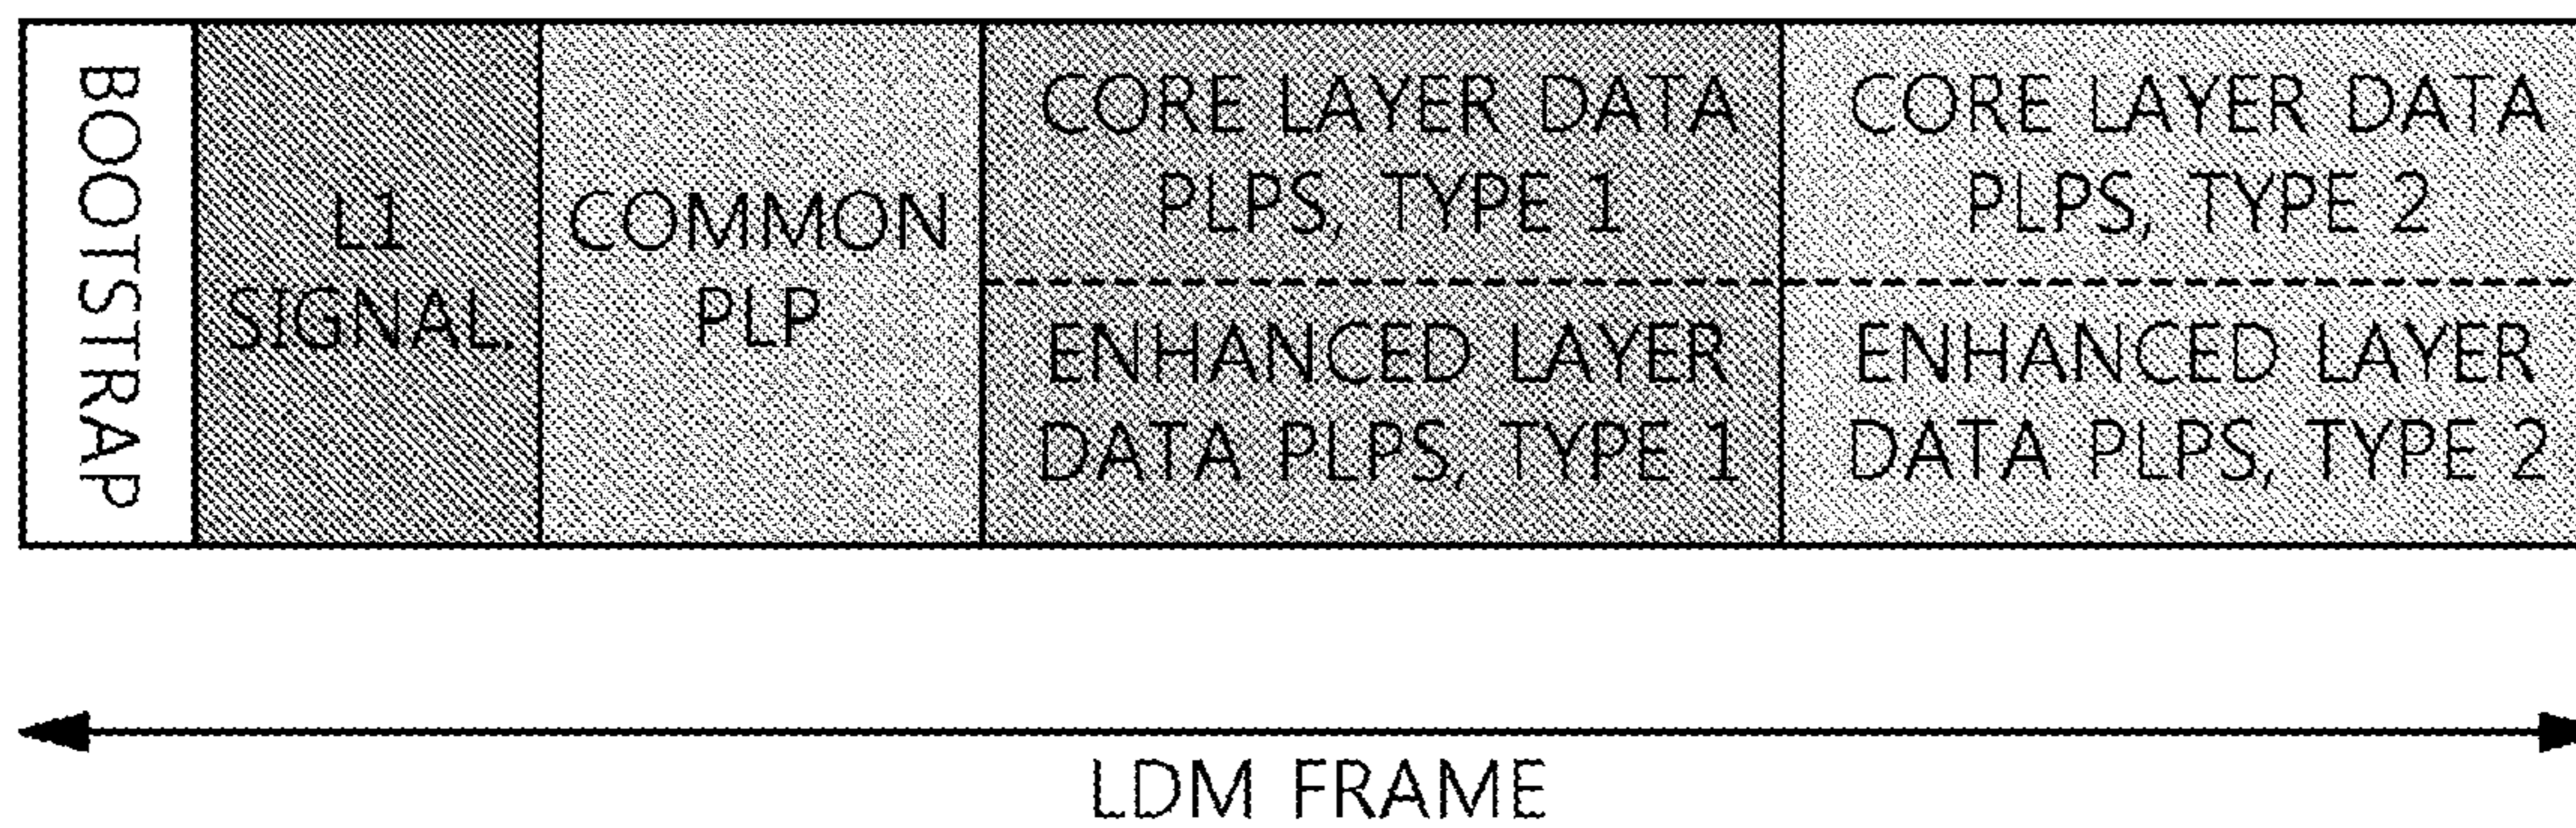 BOOTSTRAP
L1
SIGNAL.
COMMON
PLP
CORE LAYER DATA
PLPS, TYPE 1
ENHANCED LAYER
DATA PLPS, TYPE 1
CORE LAYER DATA
PLPS, TYPE 2
ENHANCED LAYER
DATA PLPS, TYPE 2
LDM FRAME